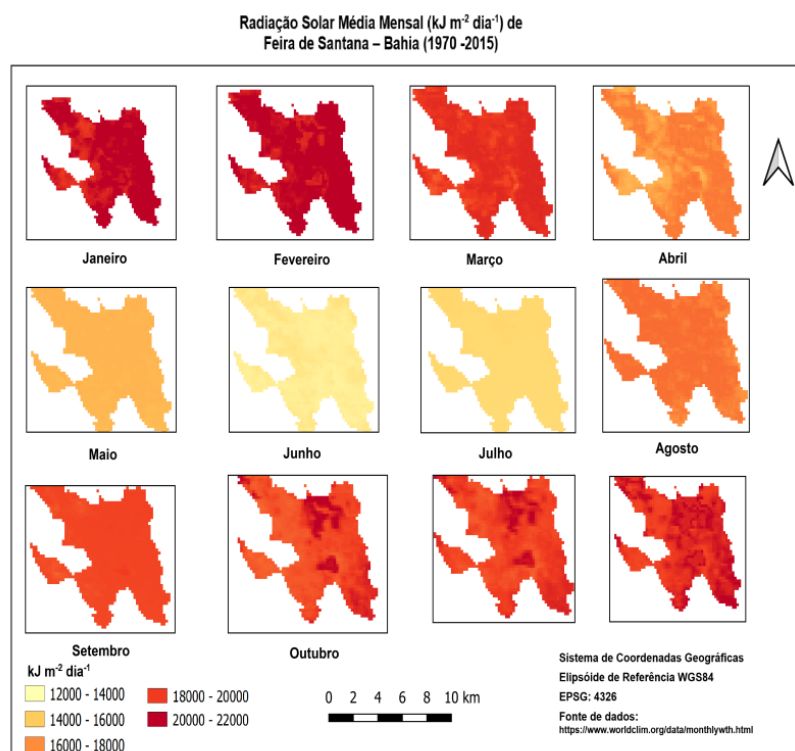 Radiação Solar Média Mensal (kJ m⁻² dia⁻¹) de
Feira de Santana – Bahia (1970 -2015)
Janeiro
Fevereiro
Março
Abril
Maio
Junho
Julho
Agosto
Setembro
Outubro
kJ m⁻² dia⁻¹
12000 - 14000
14000 - 16000
16000 - 18000
18000 - 20000
20000 - 22000
0 2 4 6 8 10 km
Sistema de Coordenadas Geográficas
Elipsóide de Referência WGS84
EPSG: 4326
Fonte de dados:
https://www.worldclim.org/data/monthlywth.html